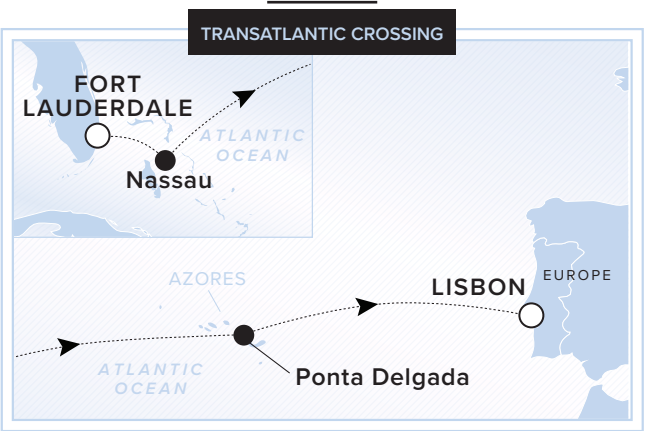 TRANSATLANTIC CROSSING
FORT
LAUDERDALE
ATLANTIC
OCEAN
Nassau
AZORES
LISBON
EUROPE
ATLANTIC
OCEAN
Ponta Delgada